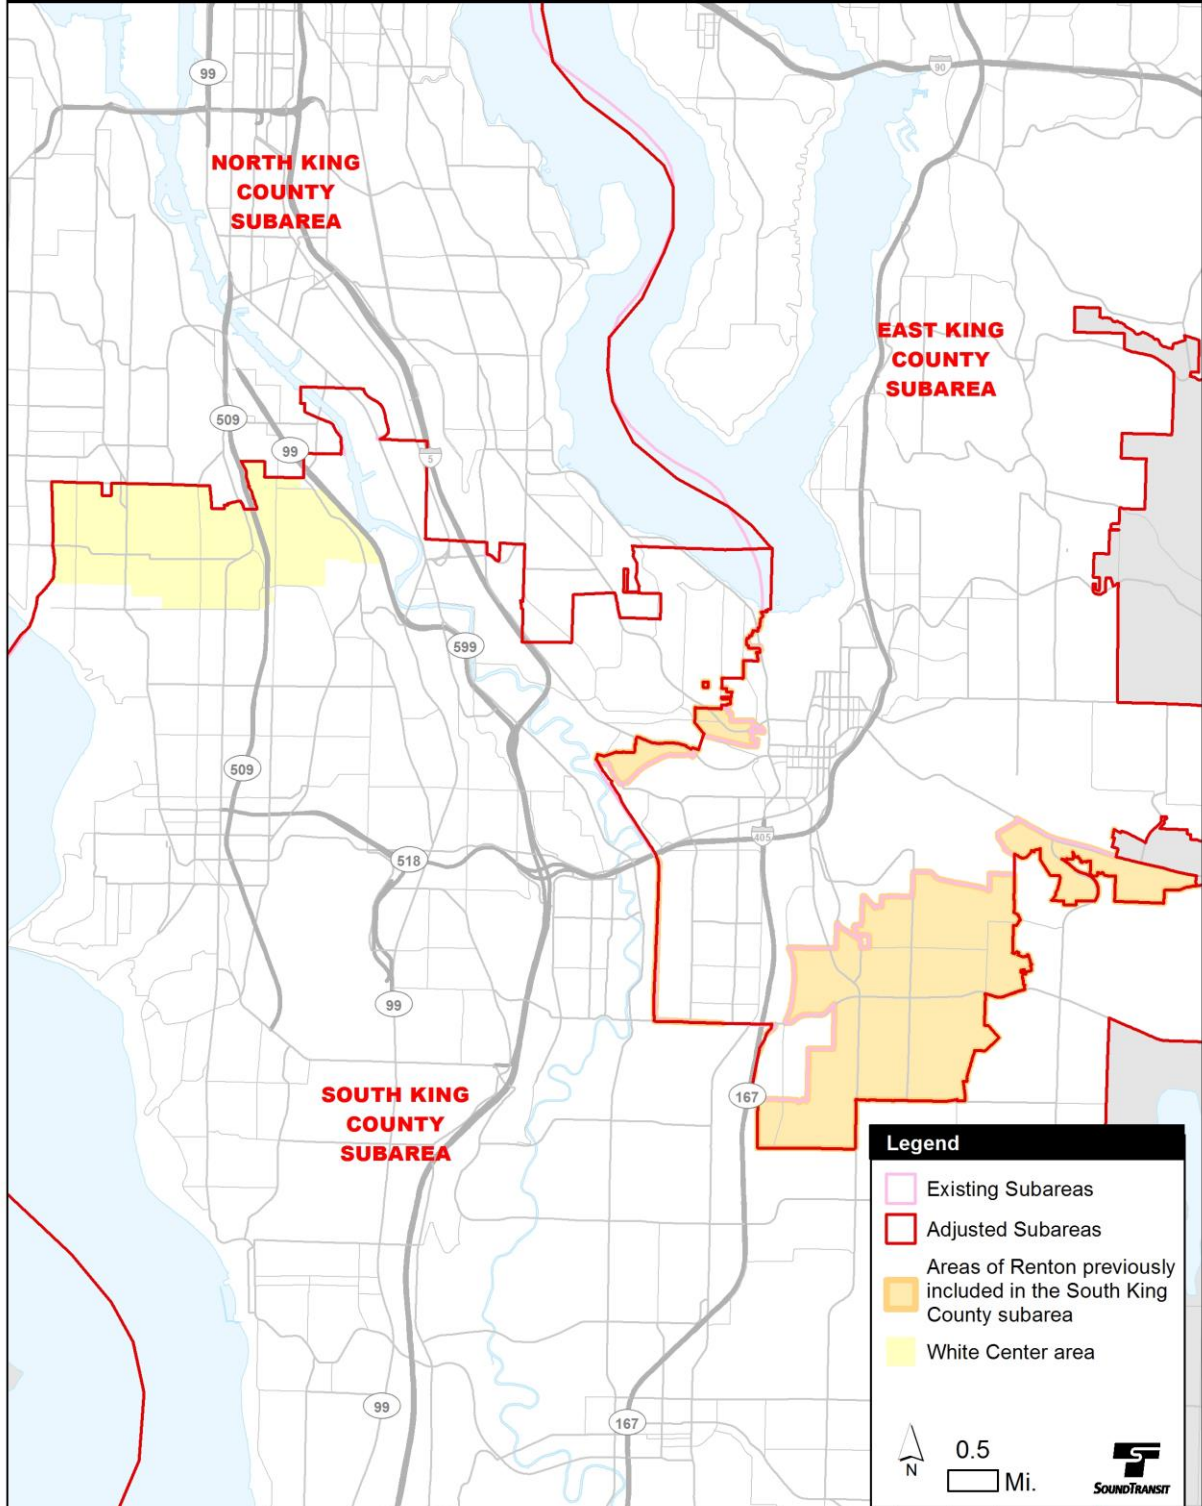 99
90
NORTH KING
COUNTY
SUBAREA
EAST KING
COUNTY
SUBAREA
509
99
5
599
509
405
518
99
167
SOUTH KING
COUNTY
SUBAREA
Legend
Existing Subareas
Adjusted Subareas
Areas of Renton previously
included in the South King
County subarea
White Center area
99
167
N
0.5
Mi.
SOUNDTRANSIT